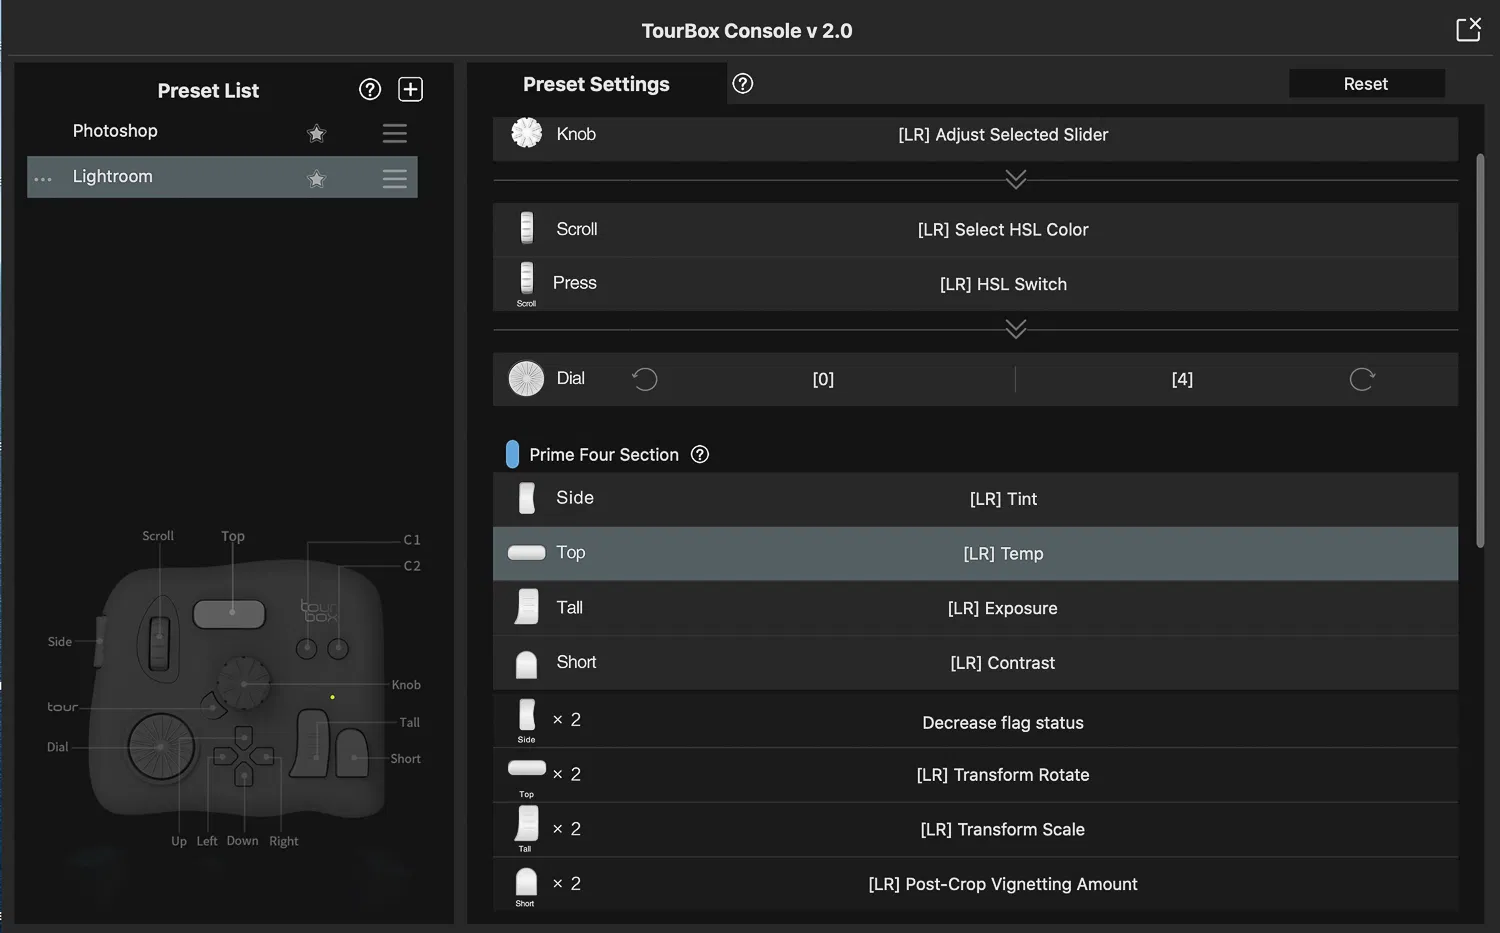 TourBox Console v 2.0
Preset List
Photoshop
... Lightroom
Scroll
Top
C1
C2
tour
box
Side
Knob
tour
Tall
Dial
Short
Up Left Down Right
Preset Settings
Reset
Knob [LR] Adjust Selected Slider
Scroll [LR] Select HSL Color
Scroll
Press [LR] HSL Switch
Dial [0] [4]
Prime Four Section
Side [LR] Tint
Top [LR] Temp
Tall [LR] Exposure
Short [LR] Contrast
Side × 2 Decrease flag status
Top × 2 [LR] Transform Rotate
Tall × 2 [LR] Transform Scale
Short × 2 [LR] Post-Crop Vignetting Amount